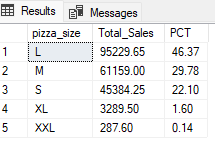 Results Messages
pizza_size Total_Sales PCT
1 L 95229.65 46.37
2 M 61159.00 29.78
3 S 45384.25 22.10
4 XL 3289.50 1.60
5 XXL 287.60 0.14